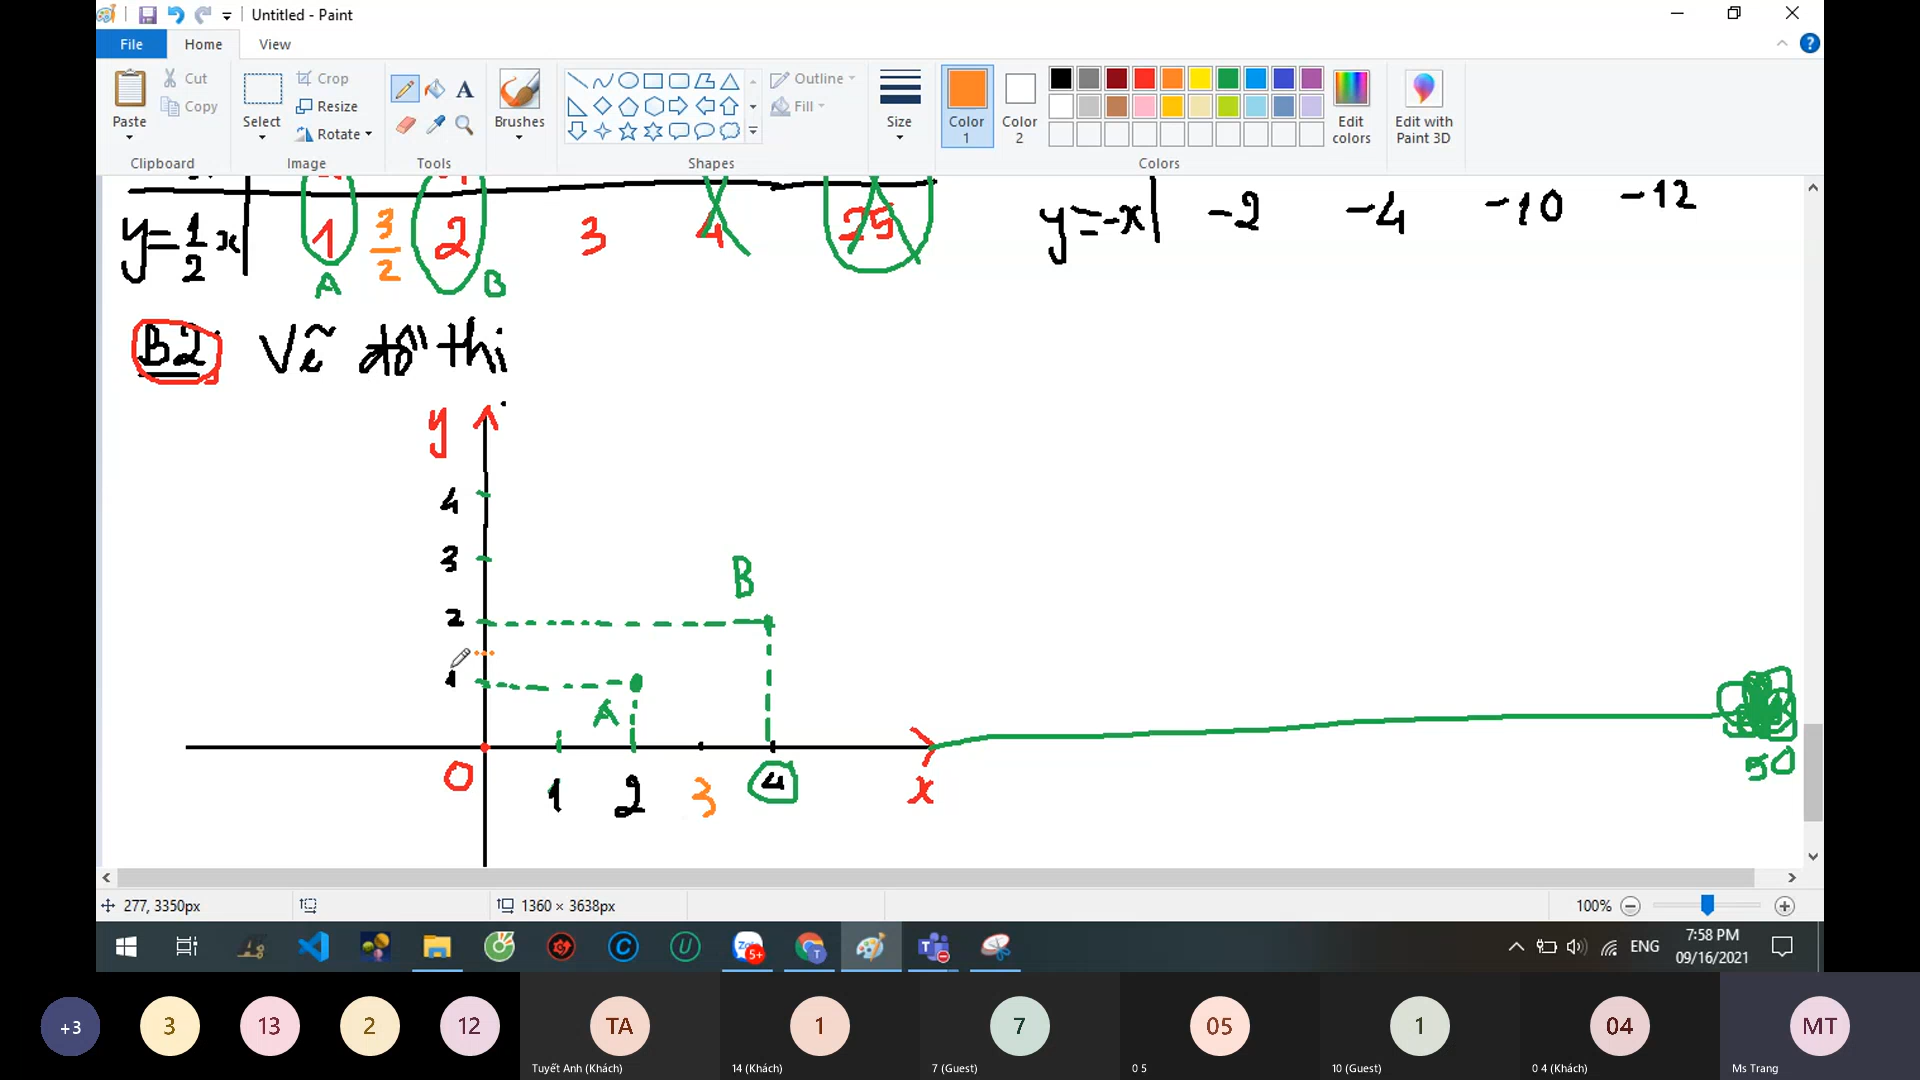 Untitled - Paint
File Home View
Paste Cut Copy Clipboard
Select Crop Resize Rotate Image
Tools
Brushes
Outline Fill Shapes
Size
Color 1 Color 2 Edit colors Colors
Edit with Paint 3D
y=1/2 x 1 3/2 2 3 4 25
A B
y=-x -2 -4 -10 -12
B2 Vẽ đồ thị
y
4
3
B
2
1
A
0 1 2 3 4 x 50
277, 3350px 1360 × 3638px 100%
Zalo 5+
T
ENG 7:58 PM
09/16/2021
+3 3 13 2 12 TA 1 7 05 1 04 MT
Tuyết Anh (Khách) 14 (Khách) 7 (Guest) 0 5 10 (Guest) 0 4 (Khách) Ms Trang